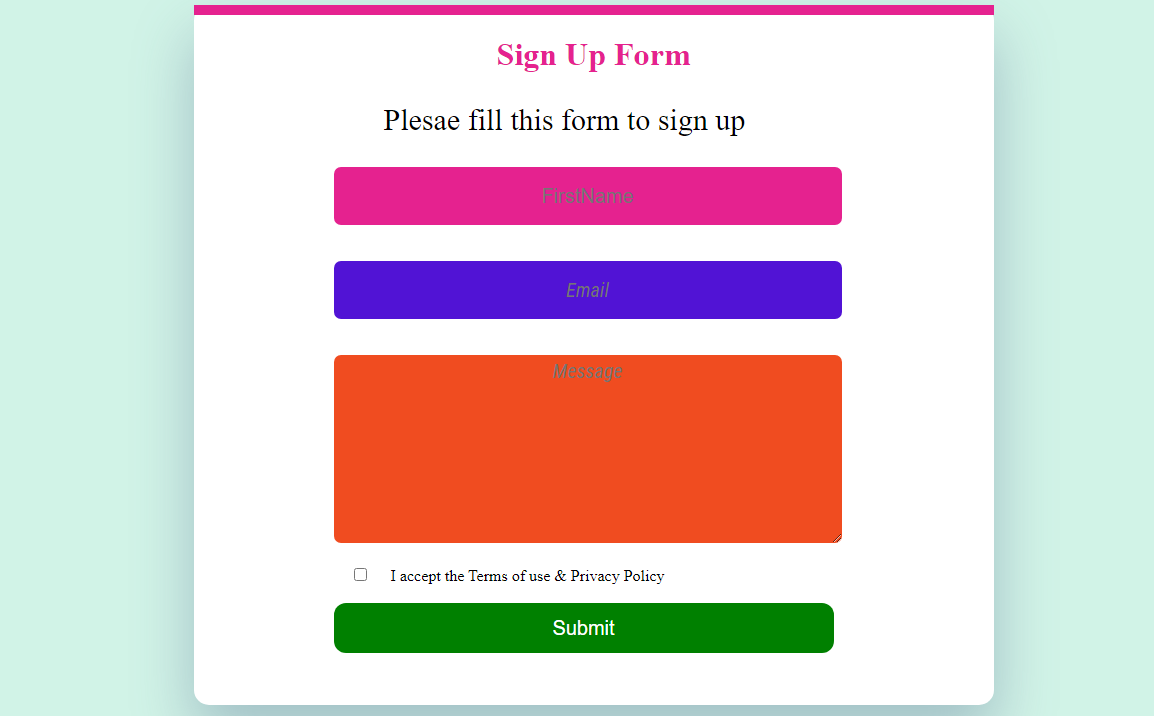 Sign Up Form
Plesae fill this form to sign up
FirstName
Email
Message
I accept the Terms of use & Privacy Policy
Submit